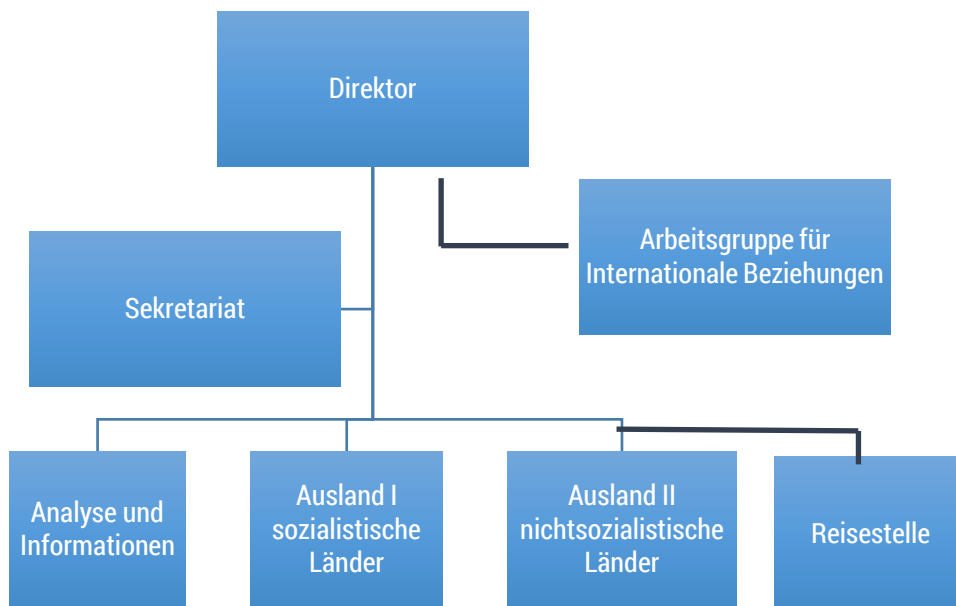 Direktor
Arbeitsgruppe für
Internationale Beziehungen
Sekretariat
Analyse und
Informationen
Ausland I
sozialistische
Länder
Ausland II
nichtsozialistische
Länder
Reisestelle